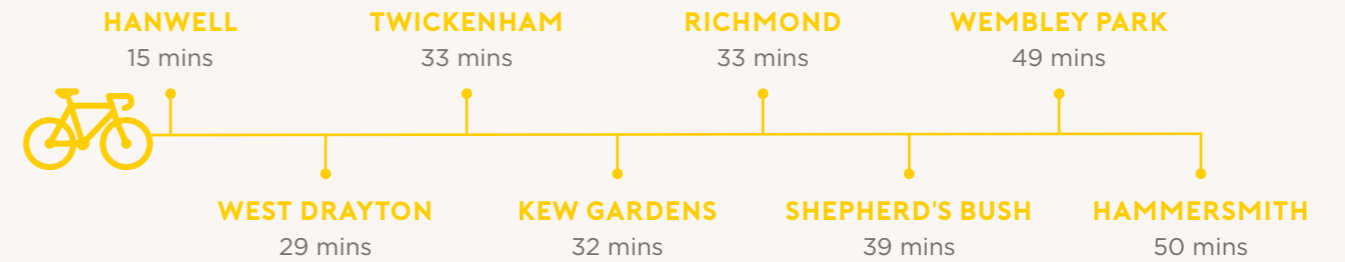 HANWELL
15 mins
TWICKENHAM
33 mins
RICHMOND
33 mins
WEMBLEY PARK
49 mins
WEST DRAYTON
29 mins
KEW GARDENS
32 mins
SHEPHERD'S BUSH
39 mins
HAMMERSMITH
50 mins